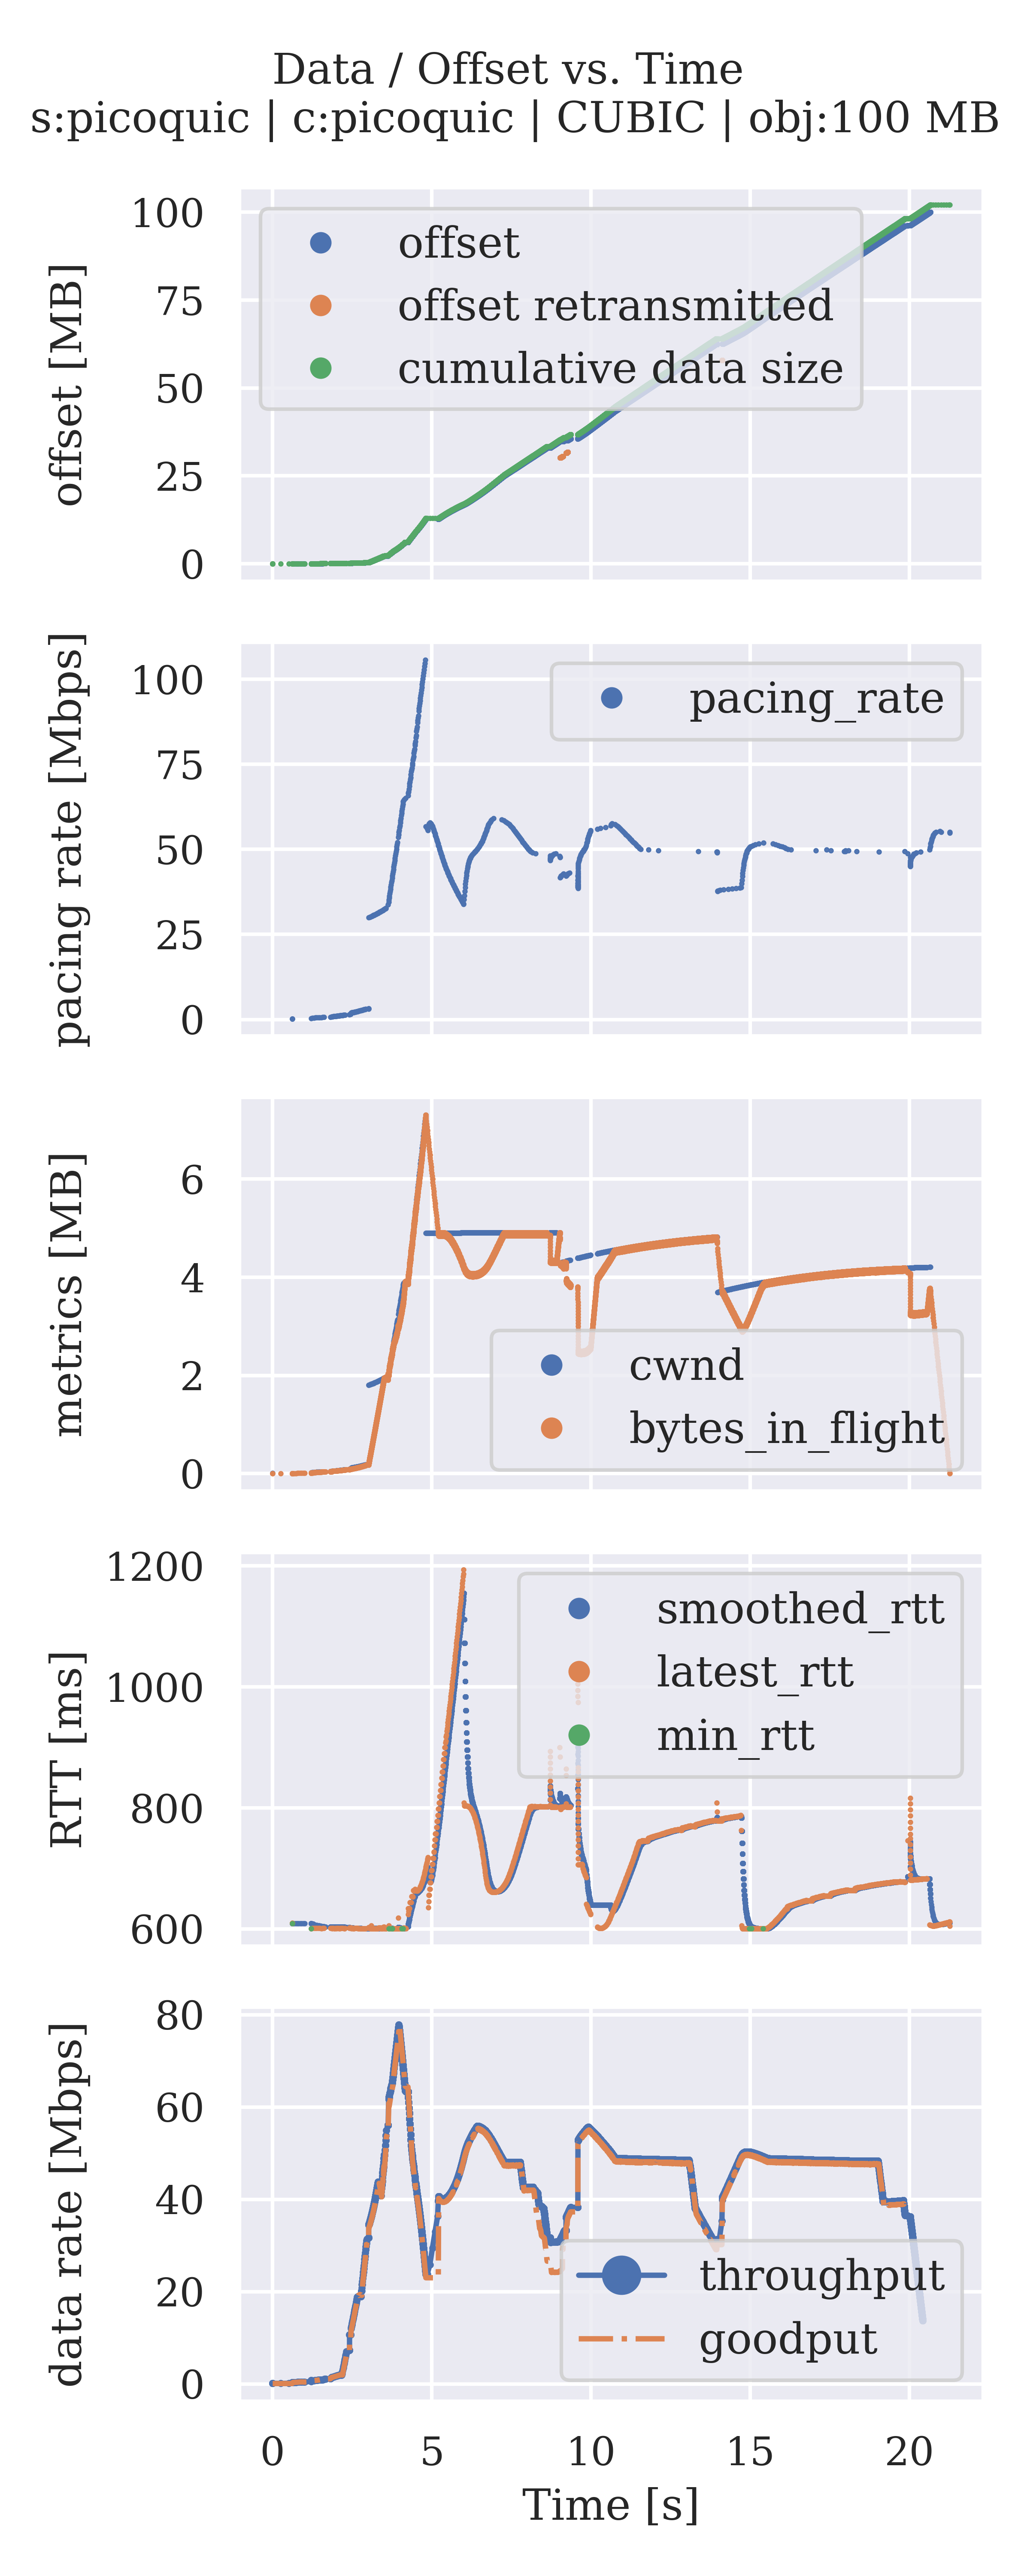 Data / Offset vs. Time
s:picoquic | c:picoquic | CUBIC | obj:100 MB
offset [MB]
100
75
50
25
0
offset
offset retransmitted
cumulative data size
pacing rate [Mbps]
100
75
50
25
0
pacing_rate
metrics [MB]
6
4
2
0
cwnd
bytes_in_flight
RTT [ms]
1200
1000
800
600
smoothed_rtt
latest_rtt
min_rtt
data rate [Mbps]
80
60
40
20
0
throughput
goodput
0 5 10 15 20
Time [s]